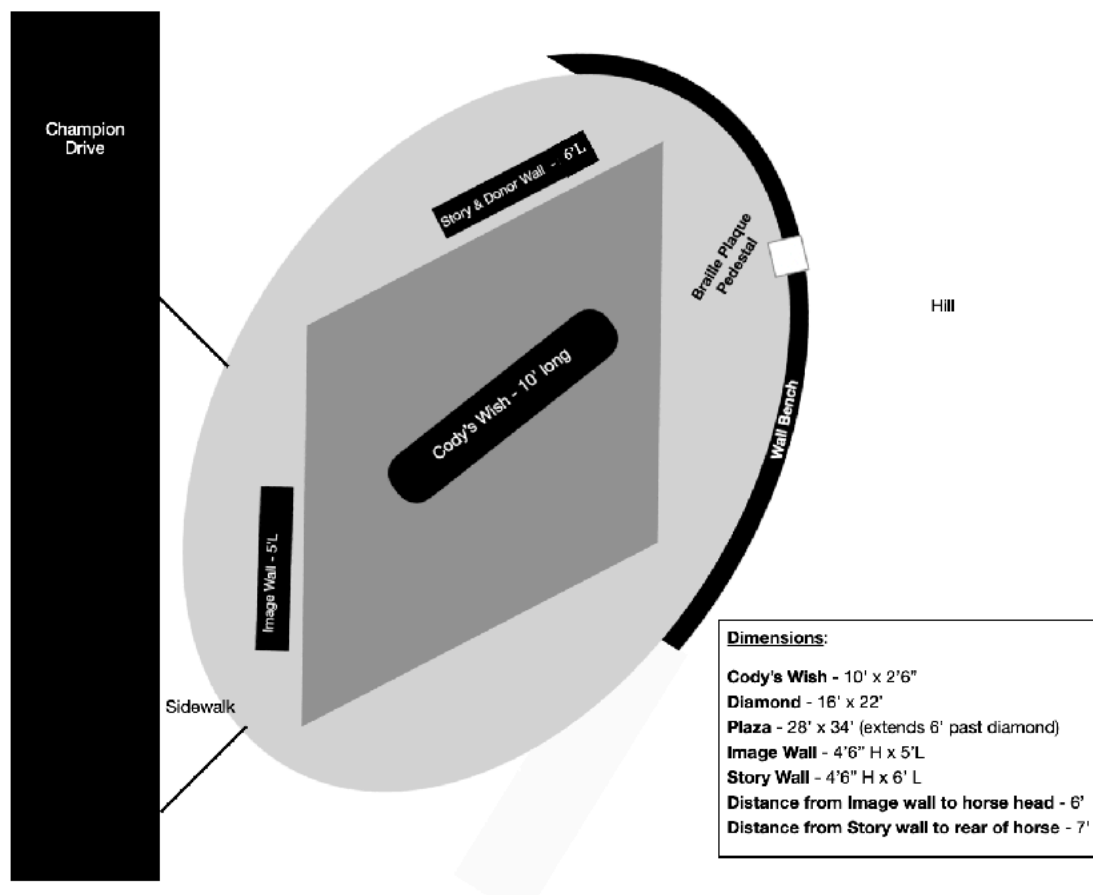 Champion
Drive
Story & Donor Wall - 6'L
Braille Plaque
Pedestal
Hill
Cody's Wish - 10' long
Wall Bench
Image Wall - 5'L
Sidewalk
Dimensions:
Cody's Wish - 10' x 2'6”
Diamond - 16' x 22'
Plaza - 28' x 34' (extends 6' past diamond)
Image Wall - 4'6” H x 5'L
Story Wall - 4'6” H x 6' L
Distance from Image wall to horse head - 6'
Distance from Story wall to rear of horse - 7'